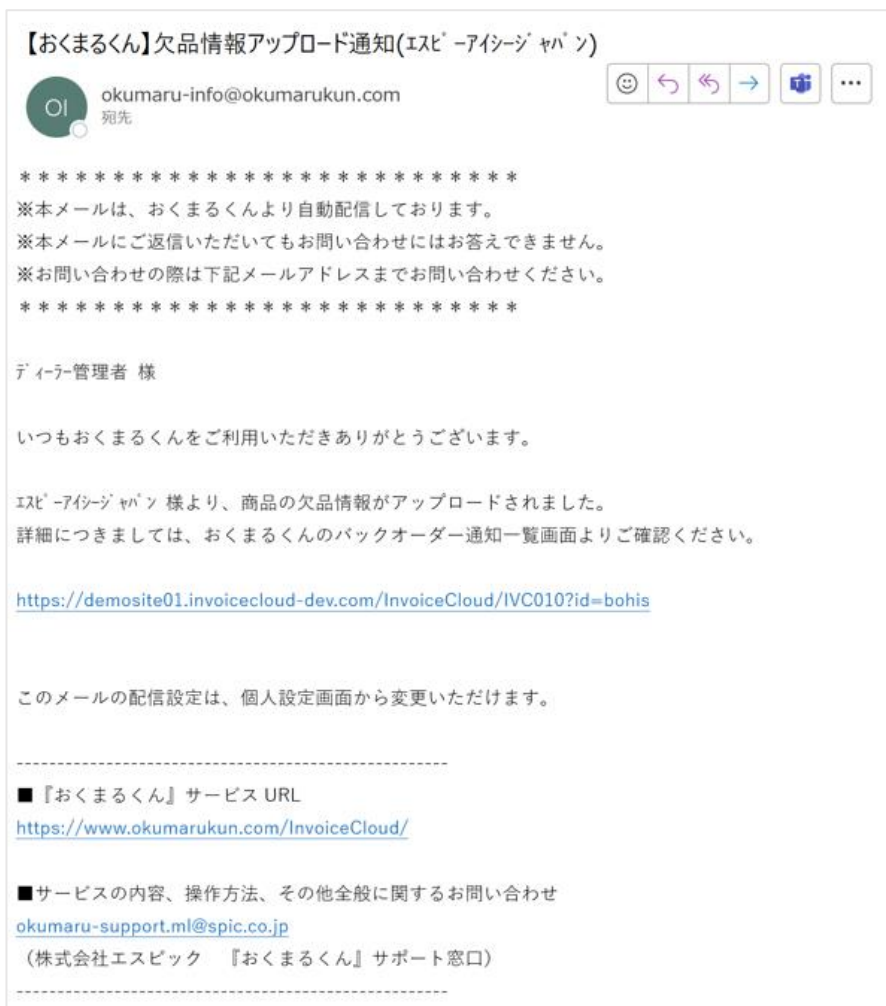 【おくまるくん】欠品情報アップロード通知(ｴｽﾋﾟｰｱｲｼｰｼﾞｬﾊﾟﾝ)
OI
okumaru-info@okumarukun.com
宛先
＊＊＊＊＊＊＊＊＊＊＊＊＊＊＊＊＊＊＊＊＊＊＊＊＊＊＊
※本メールは、おくまるくんより自動配信しております。
※本メールにご返信いただいてもお問い合わせにはお答えできません。
※お問い合わせの際は下記メールアドレスまでお問い合わせください。
＊＊＊＊＊＊＊＊＊＊＊＊＊＊＊＊＊＊＊＊＊＊＊＊＊＊＊
ﾃﾞｨｰﾗｰ管理者 様
いつもおくまるくんをご利用いただきありがとうございます。
ｴｽﾋﾟｰｱｲｼｰｼﾞｬﾊﾟﾝ 様より、商品の欠品情報がアップロードされました。
詳細につきましては、おくまるくんのバックオーダー通知一覧画面よりご確認ください。
https://demosite01.invoicecloud-dev.com/InvoiceCloud/IVC010?id=bohis
このメールの配信設定は、個人設定画面から変更いただけます。
-----------------------------------------------------
■『おくまるくん』サービス URL
https://www.okumarukun.com/InvoiceCloud/
■サービスの内容、操作方法、その他全般に関するお問い合わせ
okumaru-support.ml@spic.co.jp
（株式会社エスピック　『おくまるくん』サポート窓口）
-----------------------------------------------------